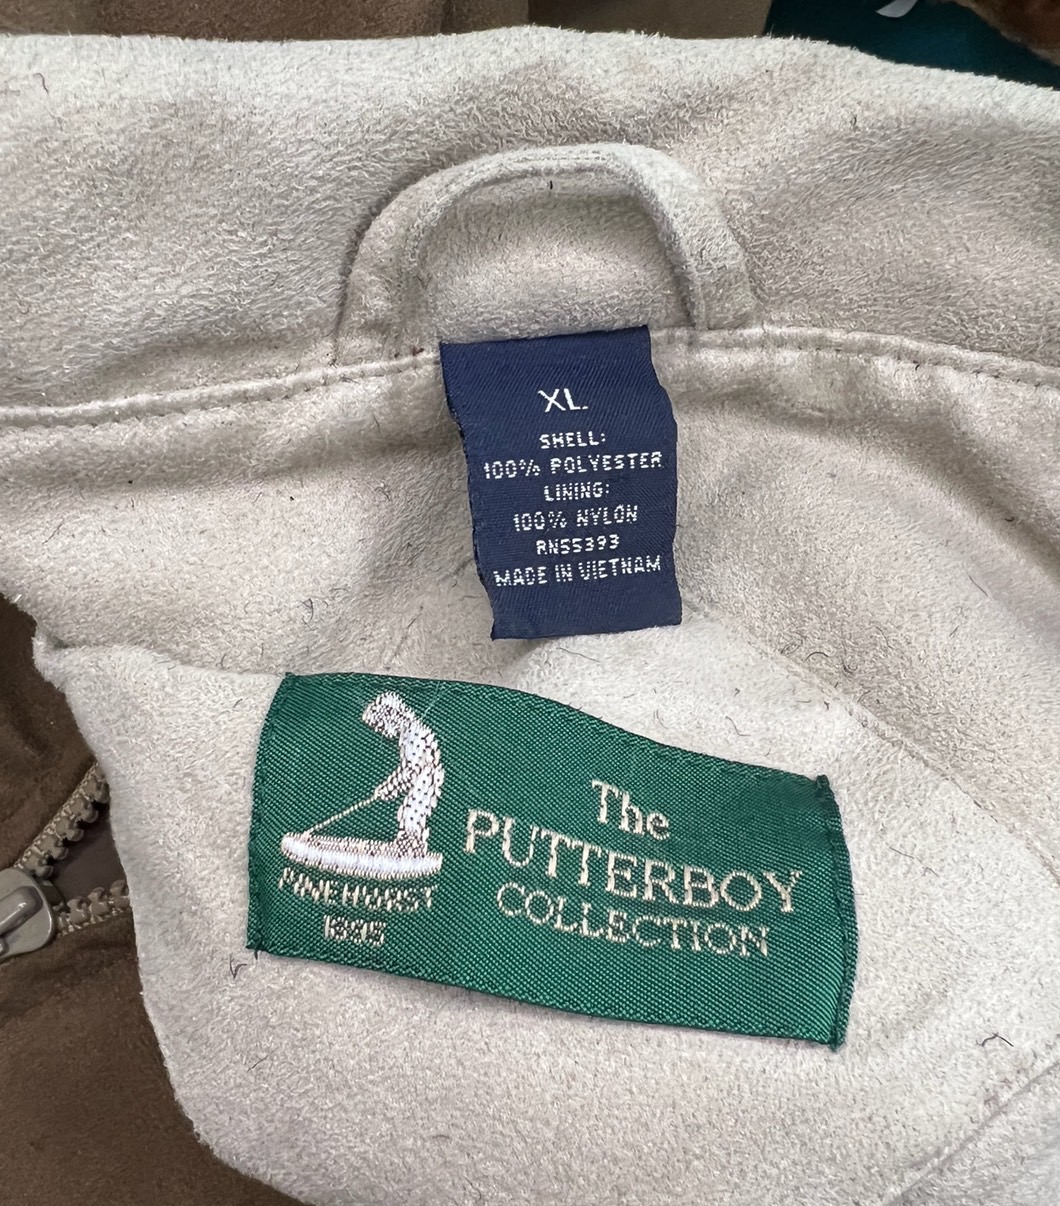 XL
SHELL:
100% POLYESTER
LINING:
100% NYLON
RN55393
MADE IN VIETNAM
PINEHURST
1895
The
PUTTERBOY
COLLECTION